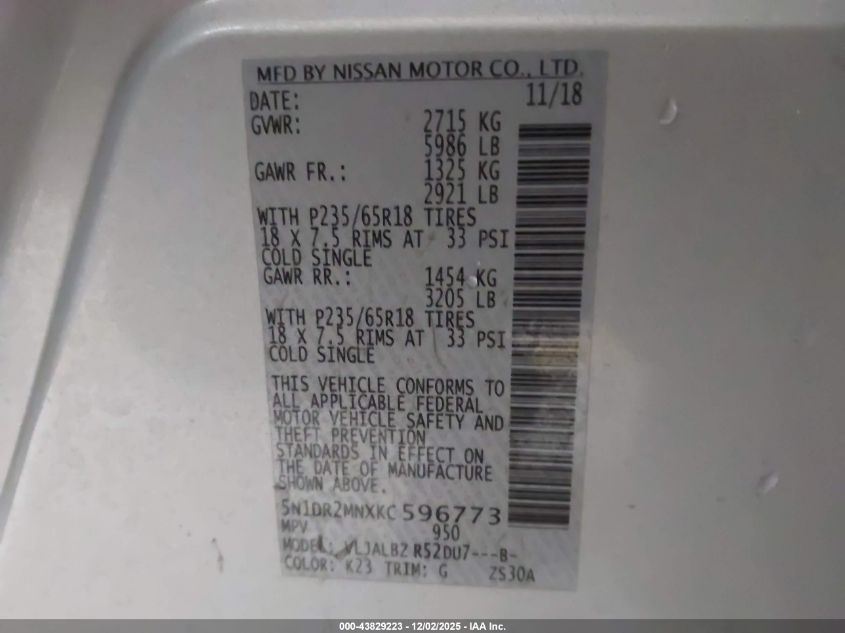 MFD BY NISSAN MOTOR CO., LTD.
DATE: 11/18
GVWR: 2715 KG
5986 LB
GAWR FR.: 1325 KG
2921 LB
WITH P235/65R18 TIRES
18 X 7.5 RIMS AT 33 PSI
COLD SINGLE
GAWR RR.: 1454 KG
3205 LB
WITH P235/65R18 TIRES
18 X 7.5 RIMS AT 33 PSI
COLD SINGLE
THIS VEHICLE CONFORMS TO
ALL APPLICABLE FEDERAL
MOTOR VEHICLE SAFETY AND
THEFT PREVENTION
STANDARDS IN EFFECT ON
THE DATE OF MANUFACTURE
SHOWN ABOVE.
5N1DR2MNXKC596773
MPV 950
MODEL: VLJALBZ R52DU7---B-
COLOR: K23 TRIM: G ZS30A
000-43829223 - 12/02/2025 - IAA Inc.